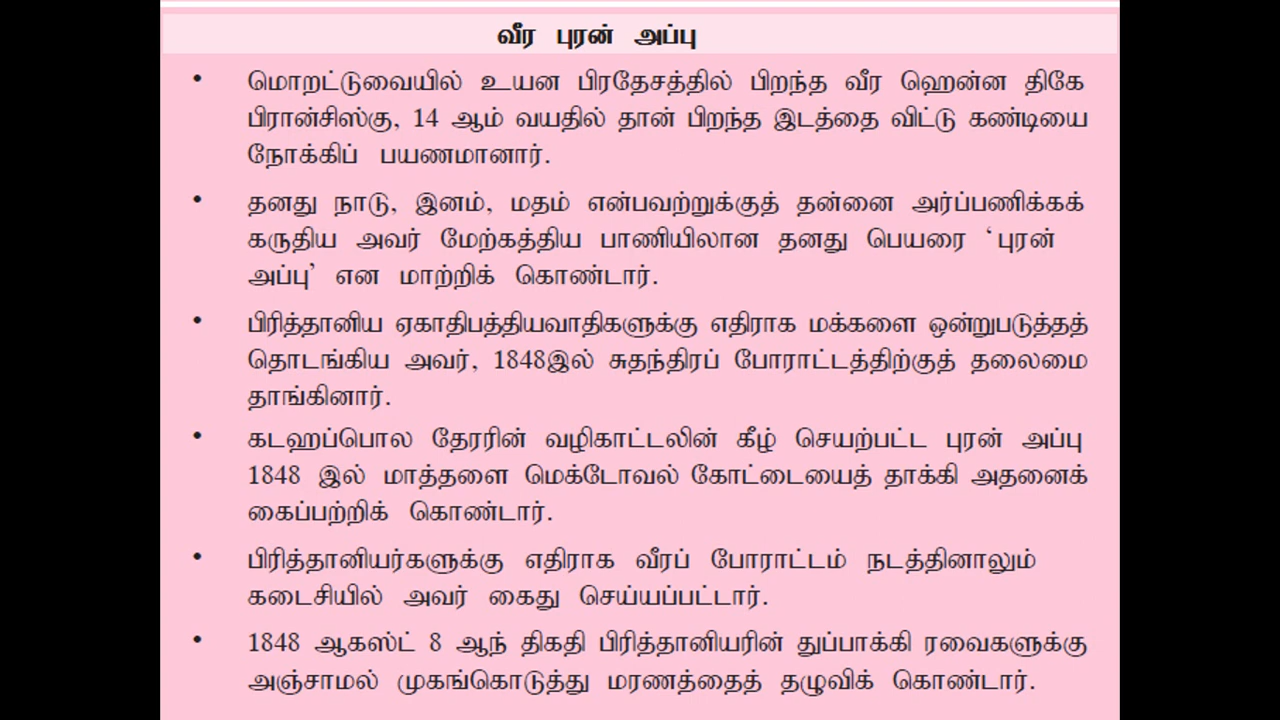 வீர புரன் அப்பு
• மொறட்டுவையில் உயன பிரதேசத்தில் பிறந்த வீர ஹென்ன திகே
பிரான்சிஸ்கு, 14 ஆம் வயதில் தான் பிறந்த இடத்தை விட்டு கண்டியை
நோக்கிப் பயணமானார்.
• தனது நாடு, இனம், மதம் என்பவற்றுக்குத் தன்னை அர்ப்பணிக்கக்
கருதிய அவர் மேற்கத்திய பாணியிலான தனது பெயரை ‘புரன்
அப்பு’ என மாற்றிக் கொண்டார்.
• பிரித்தானிய ஏகாதிபத்தியவாதிகளுக்கு எதிராக மக்களை ஒன்றுபடுத்தத்
தொடங்கிய அவர், 1848இல் சுதந்திரப் போராட்டத்திற்குத் தலைமை
தாங்கினார்.
• கடஹப்பொல தேரரின் வழிகாட்டலின் கீழ் செயற்பட்ட புரன் அப்பு
1848 இல் மாத்தளை மெக்டோவல் கோட்டையைத் தாக்கி அதனைக்
கைப்பற்றிக் கொண்டார்.
• பிரித்தானியர்களுக்கு எதிராக வீரப் போராட்டம் நடத்தினாலும்
கடைசியில் அவர் கைது செய்யப்பட்டார்.
• 1848 ஆகஸ்ட் 8 ஆந் திகதி பிரித்தானியரின் துப்பாக்கி ரவைகளுக்கு
அஞ்சாமல் முகங்கொடுத்து மரணத்தைத் தழுவிக் கொண்டார்.